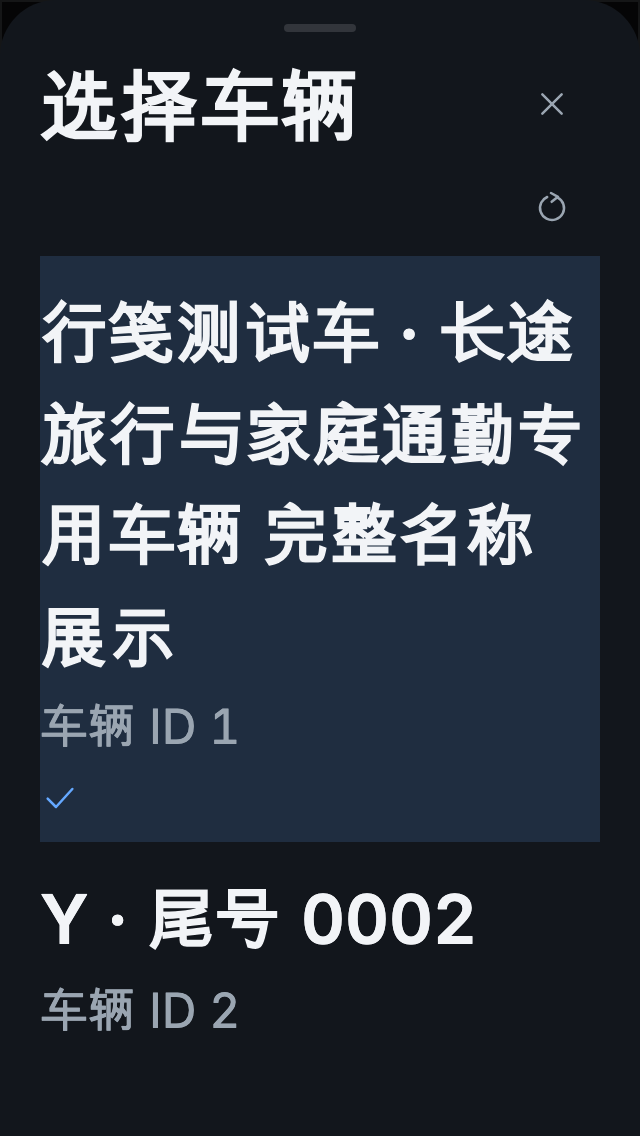 选择车辆
行笺测试车 · 长途
旅行与家庭通勤专
用车辆 完整名称
展示
车辆 ID 1
Y · 尾号 0002
车辆 ID 2